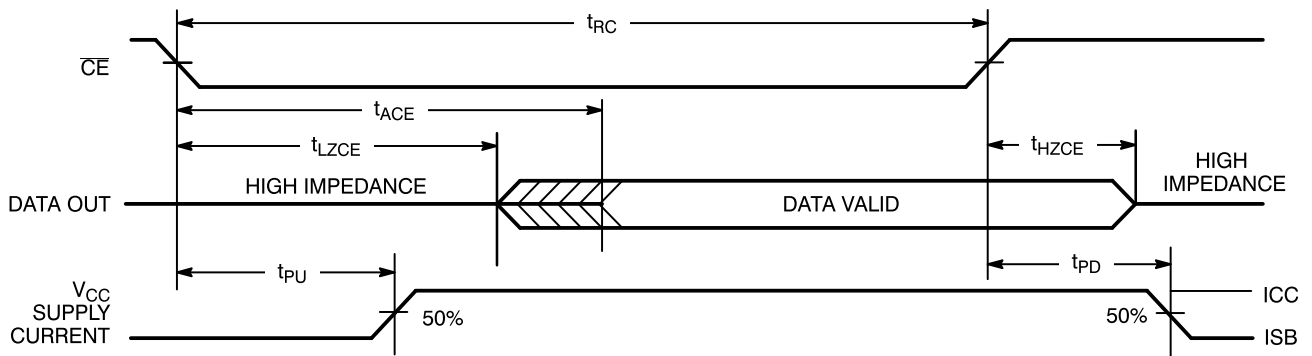 tRC
CE
tACE
tLZCE
tHZCE
HIGH IMPEDANCE
HIGH
IMPEDANCE
DATA OUT
DATA VALID
tPU
tPD
VCC
SUPPLY
CURRENT
50%
50%
ICC
ISB